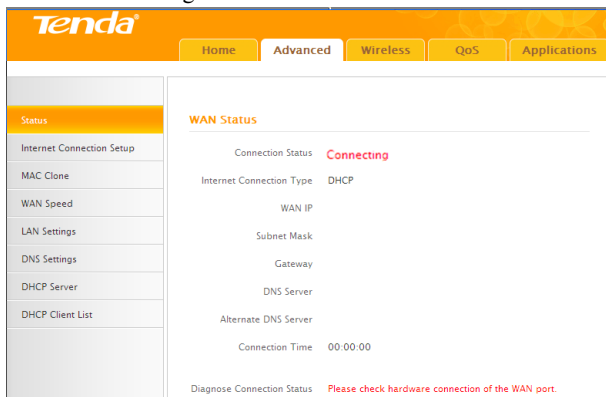 Tenda
Home Advanced Wireless QoS Applications
Status
Internet Connection Setup
MAC Clone
WAN Speed
LAN Settings
DNS Settings
DHCP Server
DHCP Client List
WAN Status
Connection Status Connecting
Internet Connection Type DHCP
WAN IP
Subnet Mask
Gateway
DNS Server
Alternate DNS Server
Connection Time 00:00:00
Diagnose Connection Status Please check hardware connection of the WAN port.